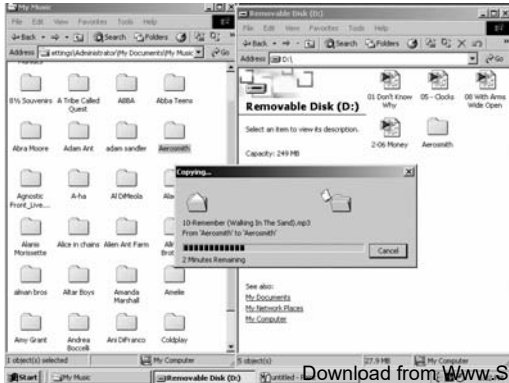 My Music
File Edit View Favorites Tools Help
Back Search Folders
Address ettings\Administrator\My Documents\My Music Go
8½ Souvenirs A Tribe Called Quest ABBA Abba Teens
Abra Moore Adam Ant adam sandler Aerosmith
Agnostic Front_Live... A-ha Al DiMeola
Alanis Morissette Alice in chains Alien Ant Farm
alman bros Altar Boys Amanda Marshall Amelie
Amy Grant Andrea Bocelli Ani DiFranco Coldplay
1 object(s) selected My Computer
Removable Disk (D:)
File Edit View Favorites Tools Help
Back Search Folders
Address D:\ Go
Removable Disk (D:)
Select an item to view its description.
Capacity: 249 MB
01 Don't Know Why 05 - Clocks 08 With Arms Wide Open
2-06 Money Aerosmith
Copying...
10-Remember (Walking In The Sand).mp3
From 'Aerosmith' to 'Aerosmith'
2 Minutes Remaining
Cancel
See also:
My Documents
My Network Places
My Computer
5 object(s) 27.9 MB My Computer
Start My Music Removable Disk (D:) untitled - P
Download from Www.S